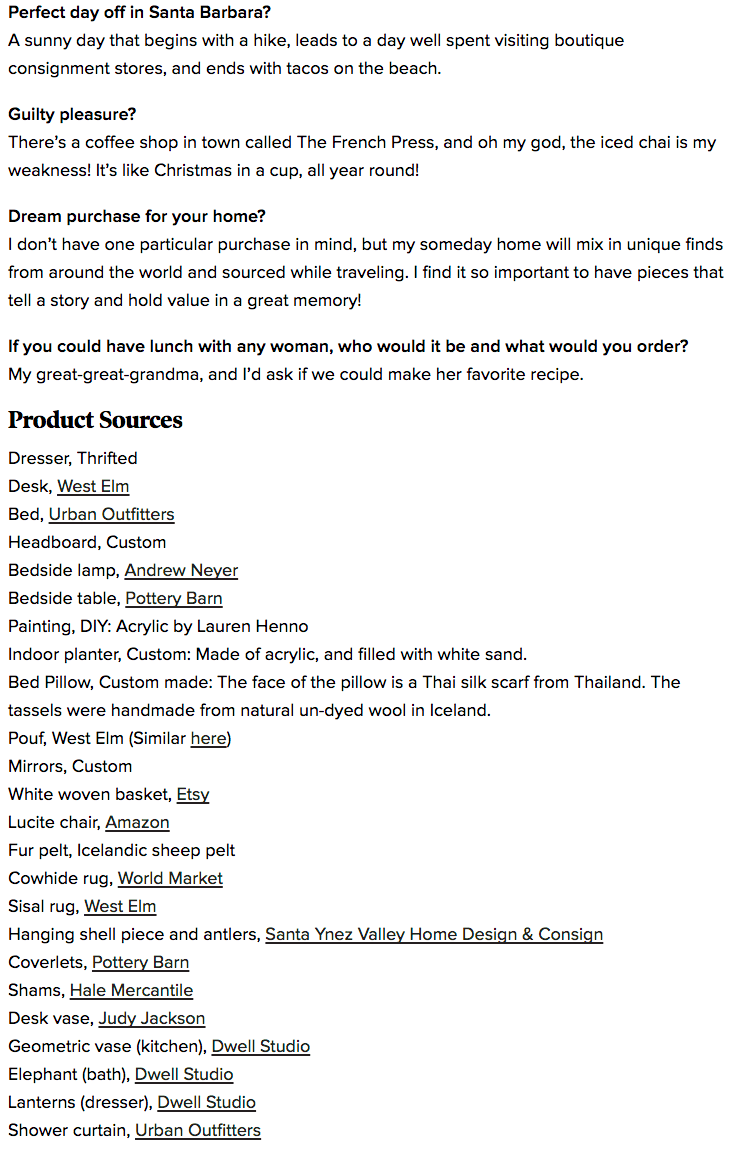 Perfect day off in Santa Barbara?
A sunny day that begins with a hike, leads to a day well spent visiting boutique
consignment stores, and ends with tacos on the beach.
Guilty pleasure?
There’s a coffee shop in town called The French Press, and oh my god, the iced chai is my
weakness! It’s like Christmas in a cup, all year round!
Dream purchase for your home?
I don’t have one particular purchase in mind, but my someday home will mix in unique finds
from around the world and sourced while traveling. I find it so important to have pieces that
tell a story and hold value in a great memory!
If you could have lunch with any woman, who would it be and what would you order?
My great-great-grandma, and I’d ask if we could make her favorite recipe.
Product Sources
Dresser, Thrifted
Desk, West Elm
Bed, Urban Outfitters
Headboard, Custom
Bedside lamp, Andrew Neyer
Bedside table, Pottery Barn
Painting, DIY: Acrylic by Lauren Henno
Indoor planter, Custom: Made of acrylic, and filled with white sand.
Bed Pillow, Custom made: The face of the pillow is a Thai silk scarf from Thailand. The
tassels were handmade from natural un-dyed wool in Iceland.
Pouf, West Elm (Similar here)
Mirrors, Custom
White woven basket, Etsy
Lucite chair, Amazon
Fur pelt, Icelandic sheep pelt
Cowhide rug, World Market
Sisal rug, West Elm
Hanging shell piece and antlers, Santa Ynez Valley Home Design & Consign
Coverlets, Pottery Barn
Shams, Hale Mercantile
Desk vase, Judy Jackson
Geometric vase (kitchen), Dwell Studio
Elephant (bath), Dwell Studio
Lanterns (dresser), Dwell Studio
Shower curtain, Urban Outfitters